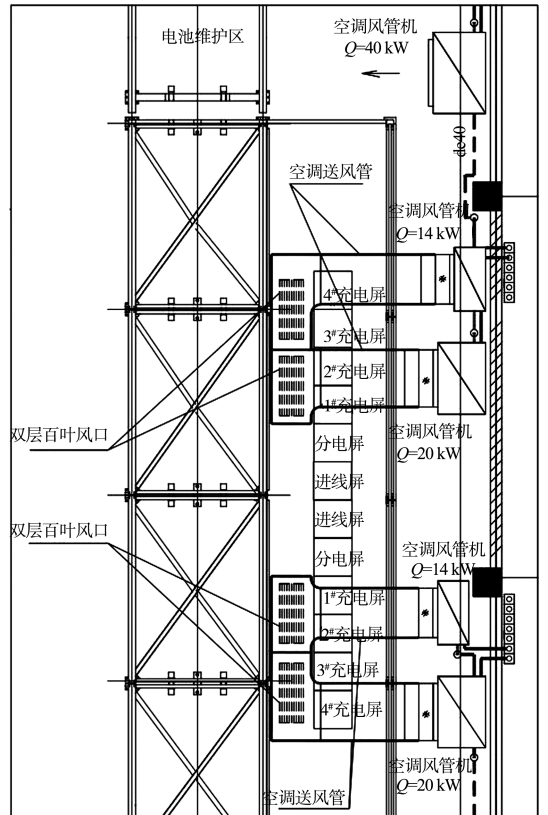 电池维护区
空调风管机
Q=40 kW
de40
空调送风管
空调风管机
Q=14 kW
4#充电屏
3#充电屏
2#充电屏
1#充电屏
双层百叶风口
空调风管机
Q=20 kW
分电屏
进线屏
进线屏
双层百叶风口
分电屏
空调风管机
Q=14 kW
1#充电屏
2#充电屏
3#充电屏
4#充电屏
空调风管机
Q=20 kW
空调送风管